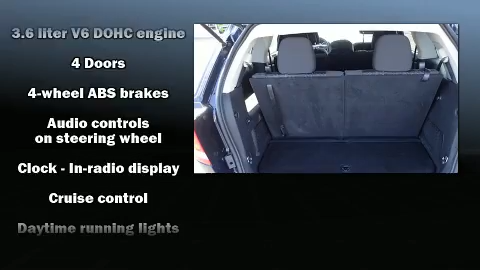 3.6 liter V6 DOHC engine
4 Doors
4-wheel ABS brakes
Audio controls
on steering wheel
Clock - In-radio display
Cruise control
Daytime running lights